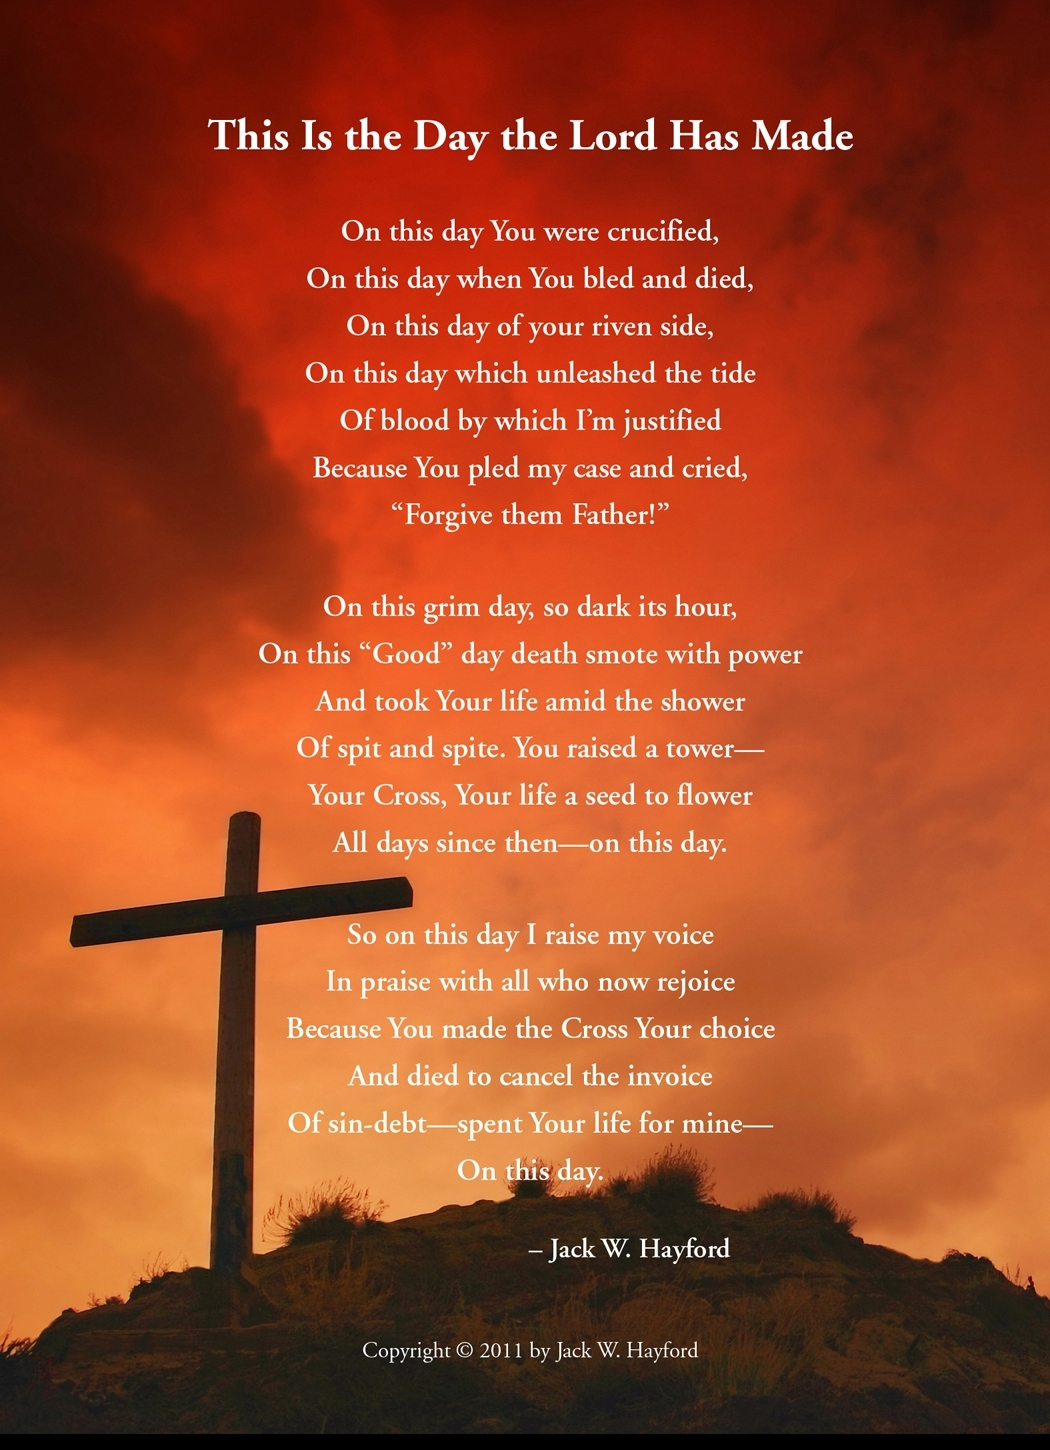 This Is the Day the Lord Has Made
On this day You were crucified,
On this day when You bled and died,
On this day of your riven side,
On this day which unleashed the tide
Of blood by which I’m justified
Because You pled my case and cried,
“Forgive them Father!”
On this grim day, so dark its hour,
On this “Good” day death smote with power
And took Your life amid the shower
Of spit and spite. You raised a tower—
Your Cross, Your life a seed to flower
All days since then—on this day.
So on this day I raise my voice
In praise with all who now rejoice
Because You made the Cross Your choice
And died to cancel the invoice
Of sin-debt—spent Your life for mine—
On this day.
– Jack W. Hayford
Copyright © 2011 by Jack W. Hayford